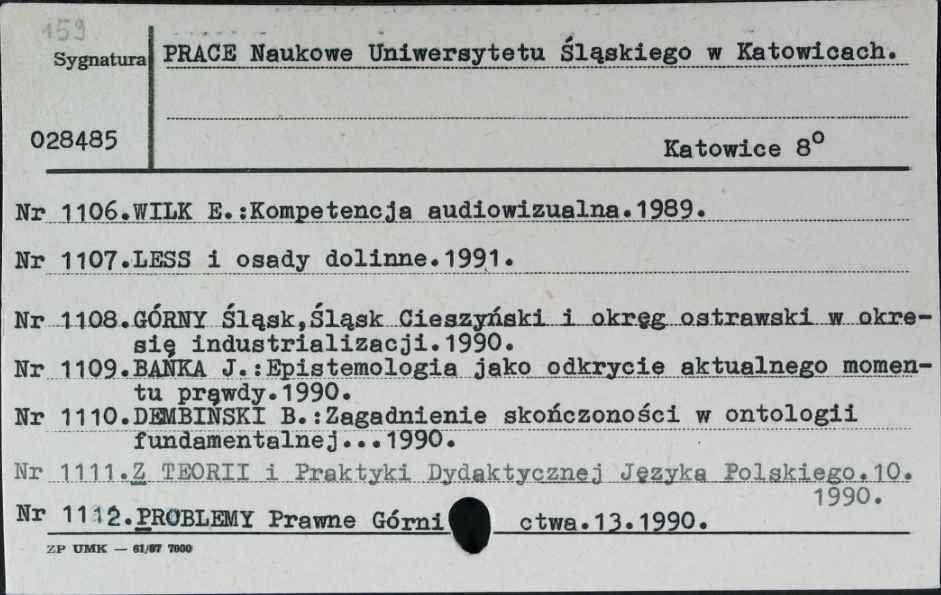 159
Sygnatura
PRACE Naukowe Uniwersytetu Śląskiego w Katowicach.
028485
Katowice 8⁰
Nr 1106.WILK E.:Kompetencja audiowizualna.1989.
Nr 1107.LESS i osady dolinne.1991.
Nr 1108.GÓRNY Śląsk,Śląsk Cieszyński i okręg ostrawski w okre-
się industrializacji.1990.
Nr 1109.BAŃKA J.:Epistemologia jako odkrycie aktualnego momen-
tu prawdy.1990.
Nr 1110.DEMBIŃSKI B.:Zagadnienie skończoności w ontologii
fundamentalnej...1990.
Nr 1111.Z TEORII i Praktyki Dydaktycznej Języka Polskiego.10.
1990.
Nr 1112.PROBLEMY Prawne Górni ctwa.13.1990.
ZP UMK — 61/67 7000